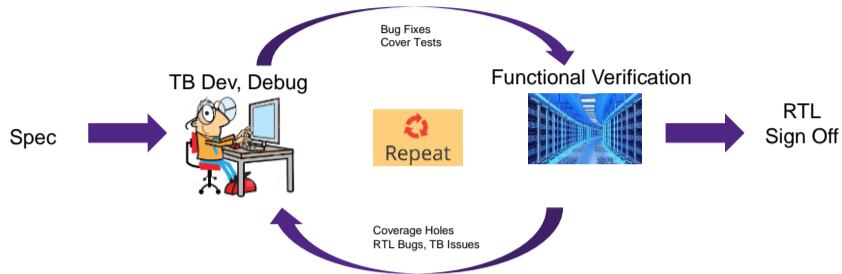 Bug Fixes
Cover Tests
TB Dev, Debug
Functional Verification
Spec
Repeat
RTL
Sign Off
Coverage Holes
RTL Bugs, TB Issues